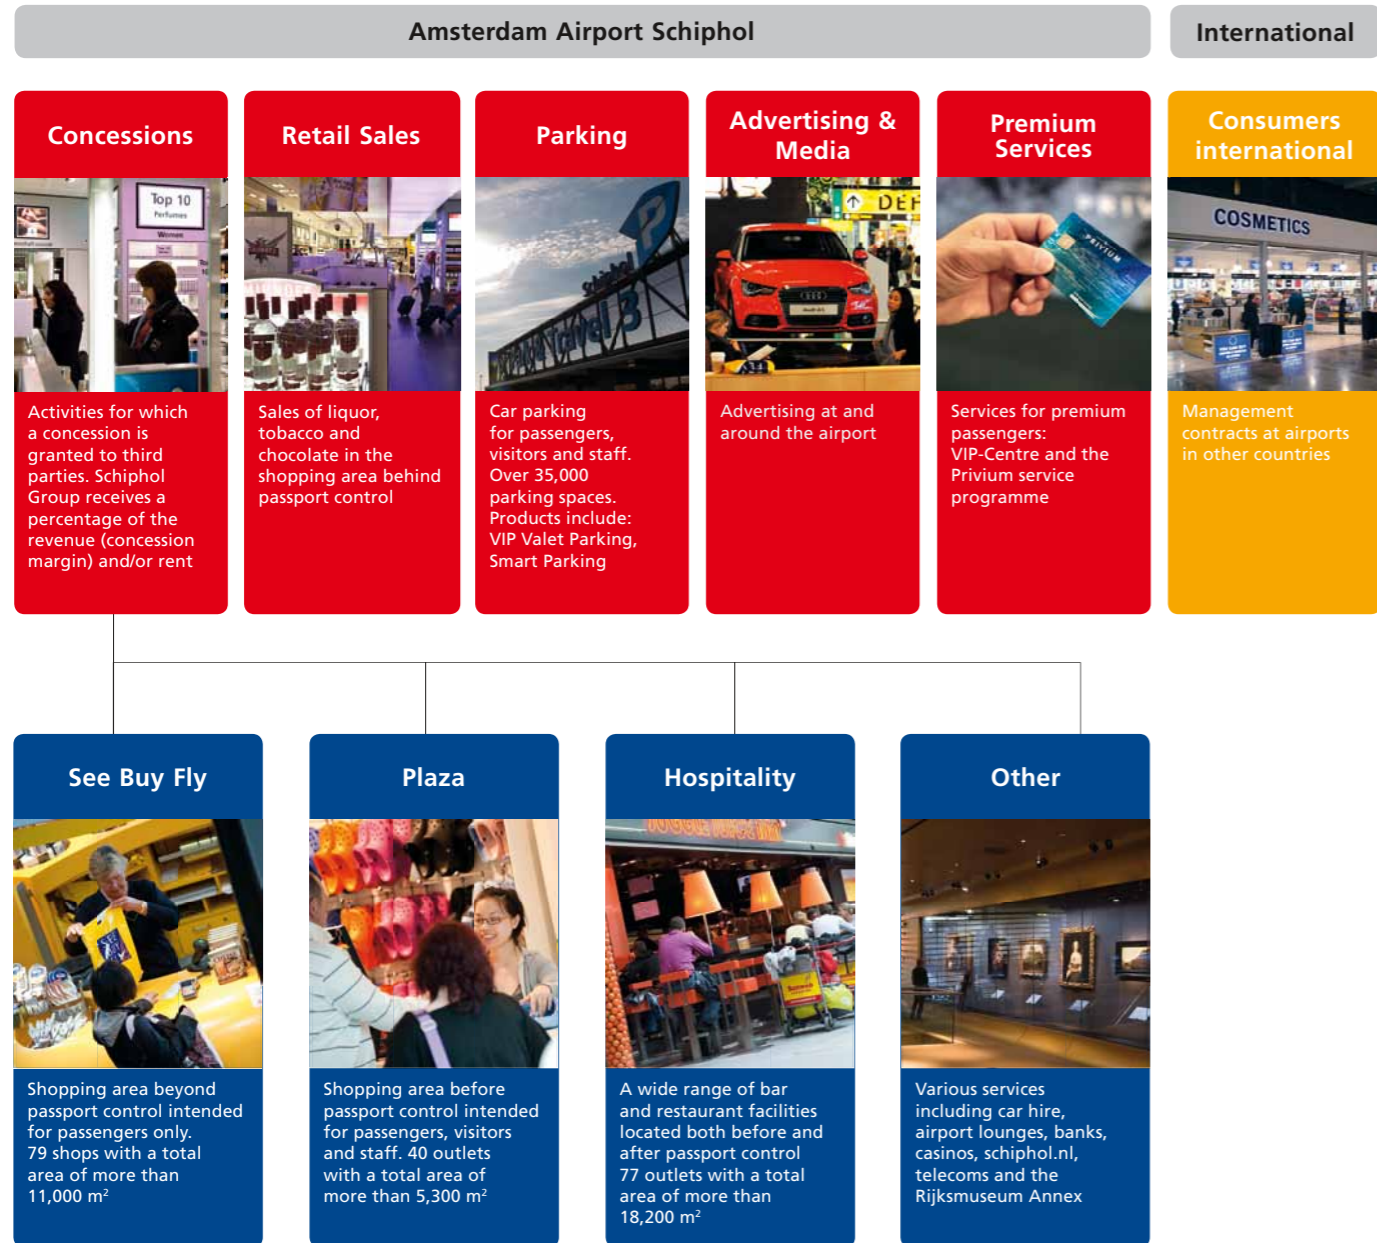 Amsterdam Airport Schiphol
International
Concessions
Retail Sales
Parking
Advertising &
Media
Premium
Services
Consumers
international
Top 10
Perfumes
Women
Schiphol
Travel 3
DEP
Audi A1
PRIVIUM
COSMETICS
Activities for which
a concession is
granted to third
parties. Schiphol
Group receives a
percentage of the
revenue (concession
margin) and/or rent
Sales of liquor,
tobacco and
chocolate in the
shopping area behind
passport control
Car parking
for passengers,
visitors and staff.
Over 35,000
parking spaces.
Products include:
VIP Valet Parking,
Smart Parking
Advertising at and
around the airport
Services for premium
passengers:
VIP-Centre and the
Privium service
programme
Management
contracts at airports
in other countries
See Buy Fly
Plaza
Hospitality
Other
SEE
Shopping area beyond
passport control intended
for passengers only.
79 shops with a total
area of more than
11,000 m²
Shopping area before
passport control intended
for passengers, visitors
and staff. 40 outlets
with a total area of
more than 5,300 m²
A wide range of bar
and restaurant facilities
located both before and
after passport control
77 outlets with a total
area of more than
18,200 m²
Various services
including car hire,
airport lounges, banks,
casinos, schiphol.nl,
telecoms and the
Rijksmuseum Annex